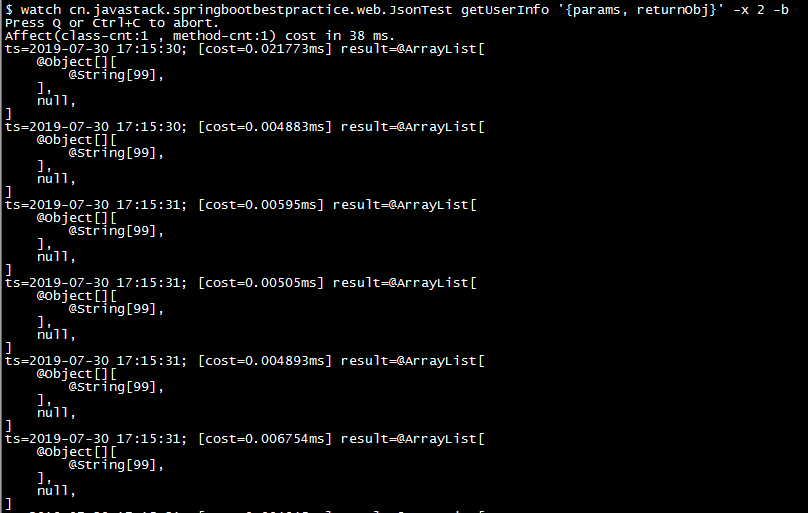 $ watch cn.javastack.springbootbestpractice.web.JsonTest getUserInfo '{params, returnObj}' -x 2 -b
Press Q or Ctrl+C to abort.
Affect(class-cnt:1 , method-cnt:1) cost in 38 ms.
ts=2019-07-30 17:15:30; [cost=0.021773ms] result=@ArrayList[
    @Object[][
        @String[99],
    ],
    null,
]
ts=2019-07-30 17:15:30; [cost=0.004883ms] result=@ArrayList[
    @Object[][
        @String[99],
    ],
    null,
]
ts=2019-07-30 17:15:31; [cost=0.00595ms] result=@ArrayList[
    @Object[][
        @String[99],
    ],
    null,
]
ts=2019-07-30 17:15:31; [cost=0.00505ms] result=@ArrayList[
    @Object[][
        @String[99],
    ],
    null,
]
ts=2019-07-30 17:15:31; [cost=0.004893ms] result=@ArrayList[
    @Object[][
        @String[99],
    ],
    null,
]
ts=2019-07-30 17:15:31; [cost=0.006754ms] result=@ArrayList[
    @Object[][
        @String[99],
    ],
    null,
]